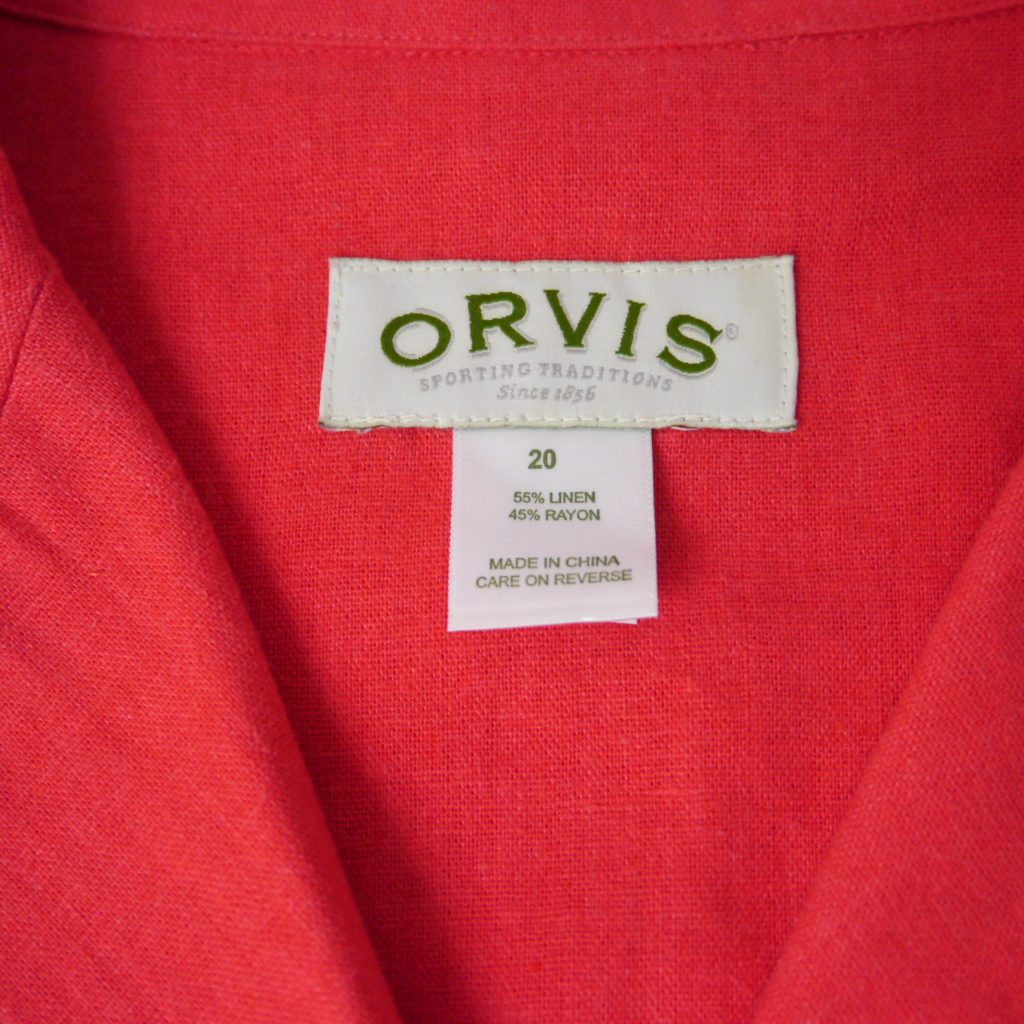 ORVIS®
SPORTING TRADITIONS
Since 1856
20
55% LINEN
45% RAYON
MADE IN CHINA
CARE ON REVERSE